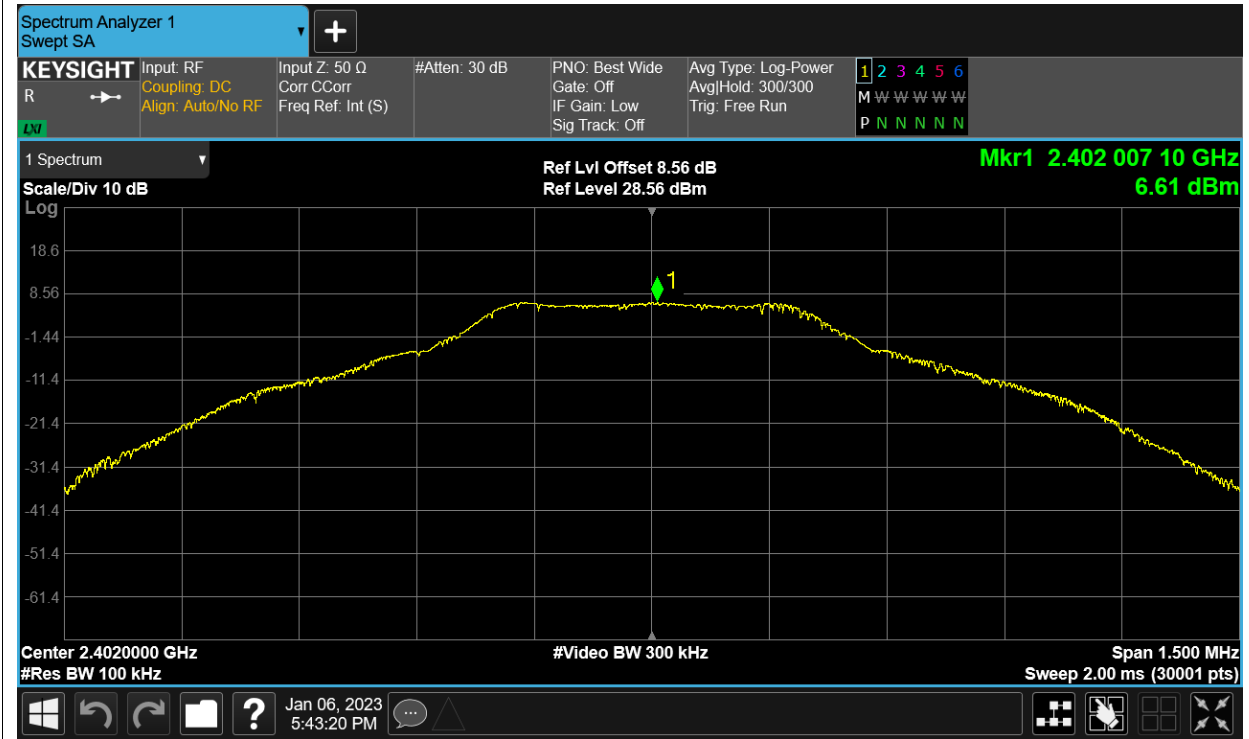 Spectrum Analyzer 1
Swept SA
KEYSIGHT
R
LXI
Input: RF
Coupling: DC
Align: Auto/No RF
Input Z: 50 Ω
Corr CCorr
Freq Ref: Int (S)
#Atten: 30 dB
PNO: Best Wide
Gate: Off
IF Gain: Low
Sig Track: Off
Avg Type: Log-Power
Avg|Hold: 300/300
Trig: Free Run
1 2 3 4 5 6
M W W W W W
P N N N N N
1 Spectrum
Scale/Div 10 dB
Log
Ref Lvl Offset 8.56 dB
Ref Level 28.56 dBm
Mkr1 2.402 007 10 GHz
6.61 dBm
18.6
8.56
-1.44
-11.4
-21.4
-31.4
-41.4
-51.4
-61.4
1
Center 2.4020000 GHz
#Res BW 100 kHz
#Video BW 300 kHz
Span 1.500 MHz
Sweep 2.00 ms (30001 pts)
Jan 06, 2023
5:43:20 PM